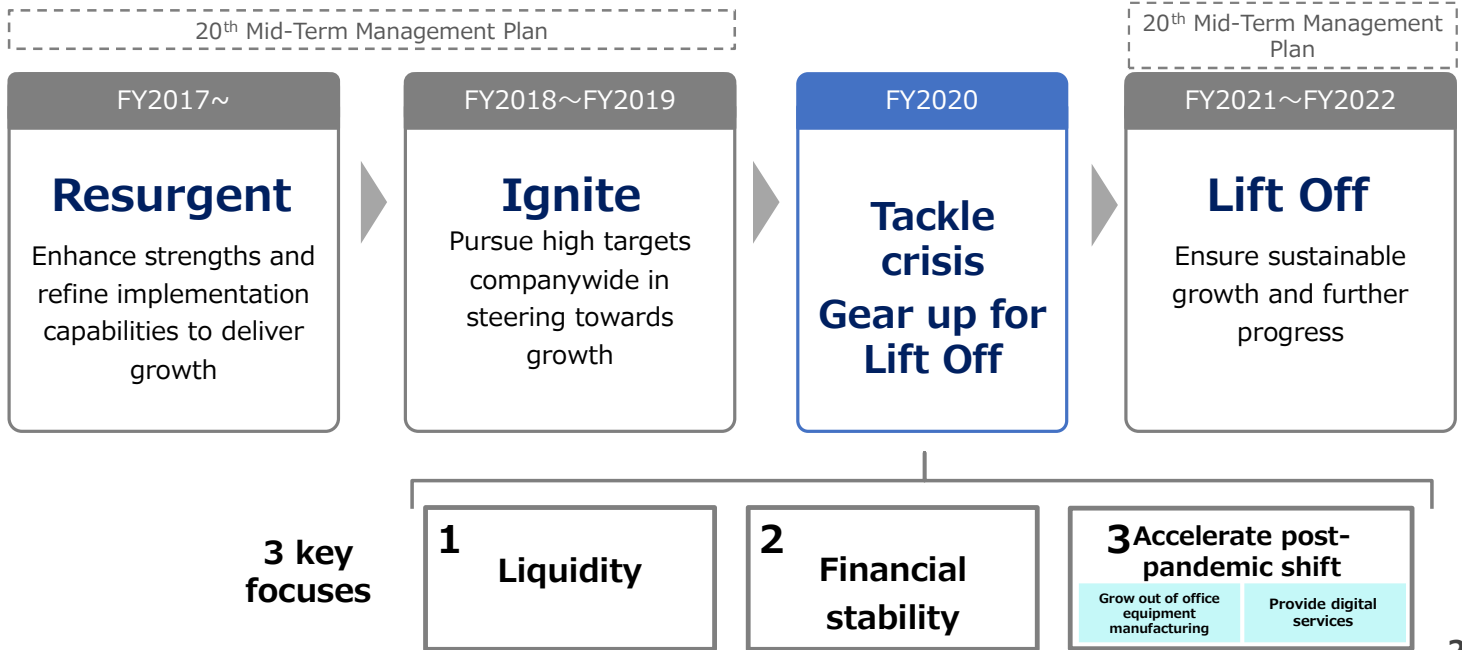 20th Mid-Term Management Plan
20th Mid-Term Management
Plan
FY2017~
Resurgent
Enhance strengths and
refine implementation
capabilities to deliver
growth
FY2018～FY2019
Ignite
Pursue high targets
companywide in
steering towards
growth
FY2020
Tackle
crisis
Gear up for
Lift Off
FY2021～FY2022
Lift Off
Ensure sustainable
growth and further
progress
3 key
focuses
1
Liquidity
2
Financial
stability
3 Accelerate post-
pandemic shift
Grow out of office
equipment
manufacturing
Provide digital
services